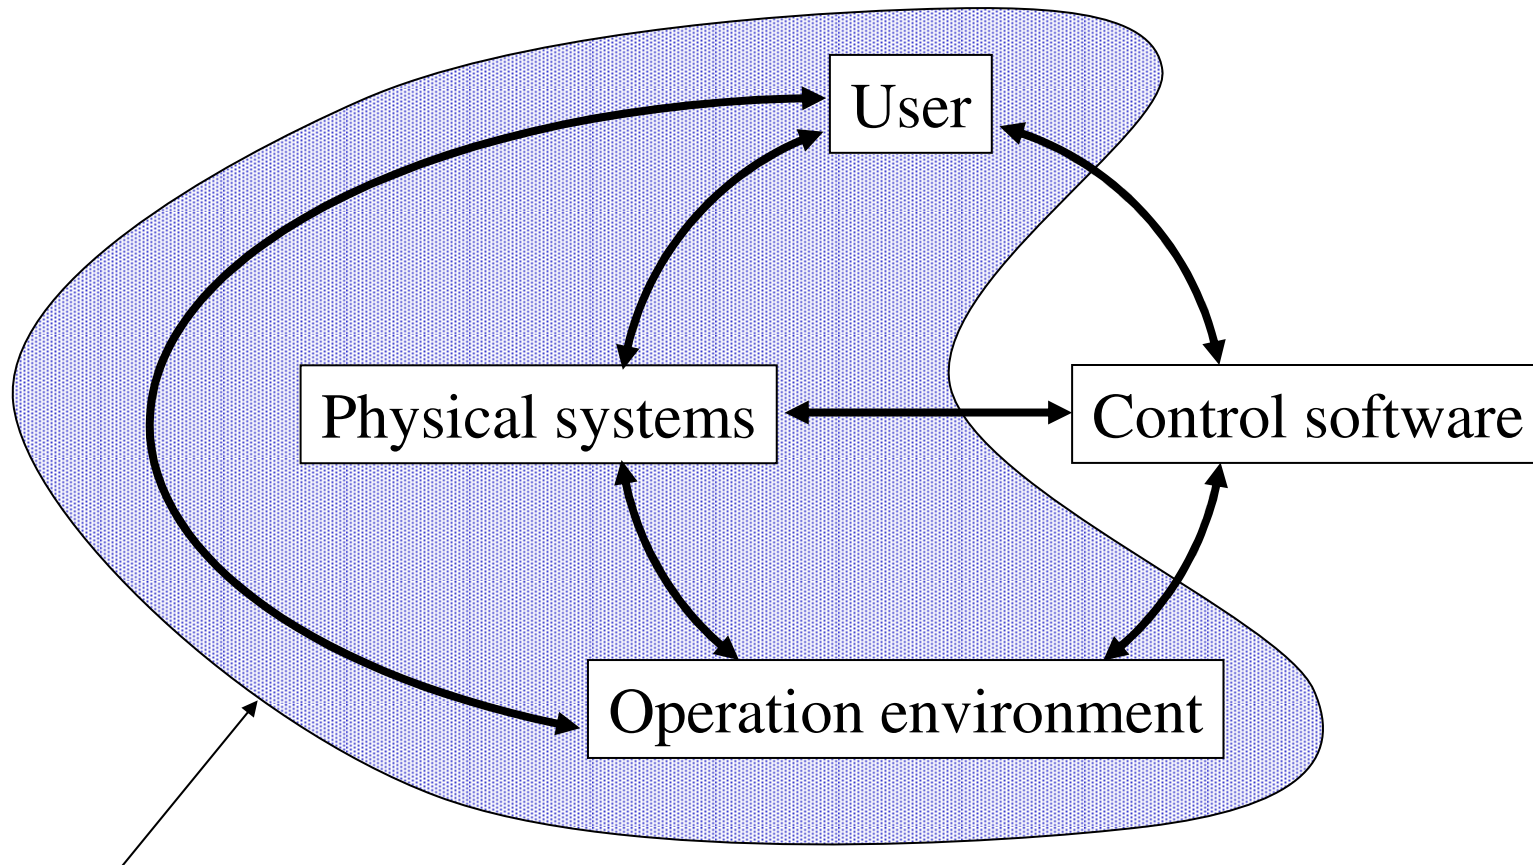 User
Physical systems
Control software
Operation environment